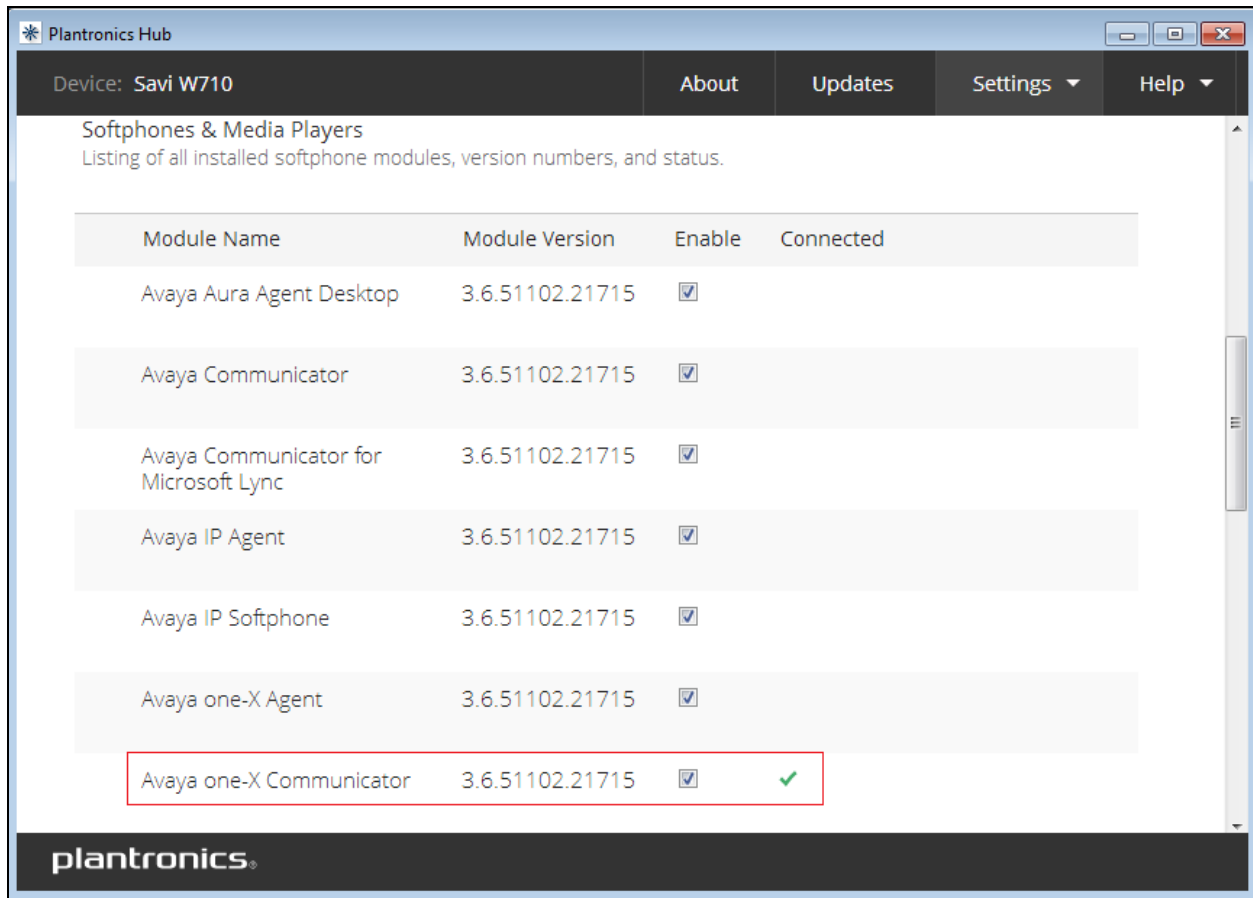 Plantronics Hub
Device: Savi W710 About Updates Settings Help
Softphones & Media Players
Listing of all installed softphone modules, version numbers, and status.
Module Name Module Version Enable Connected
Avaya Aura Agent Desktop 3.6.51102.21715
Avaya Communicator 3.6.51102.21715
Avaya Communicator for 3.6.51102.21715
Microsoft Lync
Avaya IP Agent 3.6.51102.21715
Avaya IP Softphone 3.6.51102.21715
Avaya one-X Agent 3.6.51102.21715
Avaya one-X Communicator 3.6.51102.21715
plantronics®